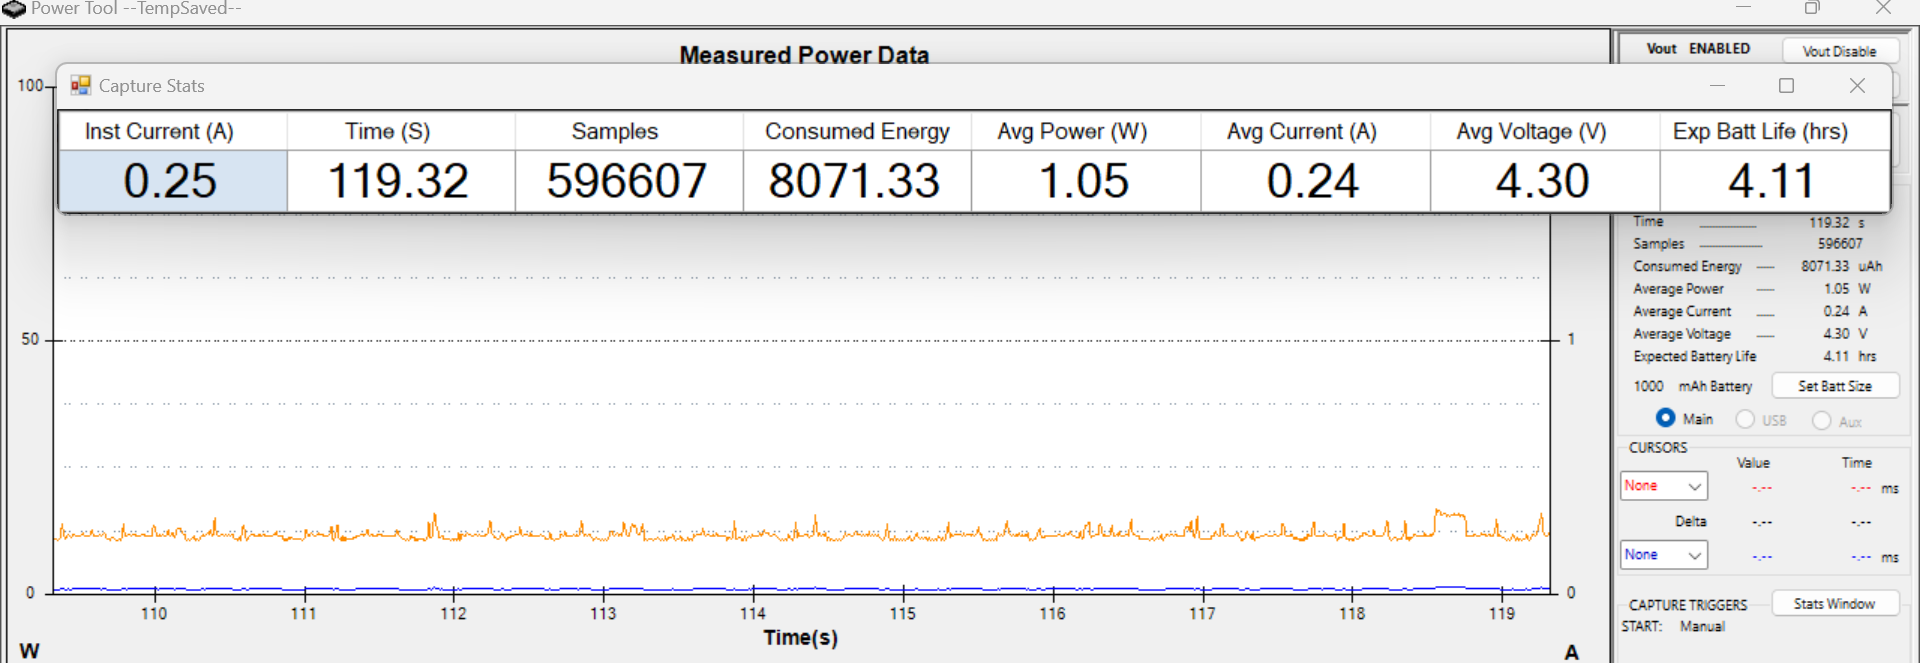 Power Tool --TempSaved--
Measured Power Data
Vout ENABLED Vout Disable
100
Capture Stats
Inst Current (A) Time (S) Samples Consumed Energy Avg Power (W) Avg Current (A) Avg Voltage (V) Exp Batt Life (hrs)
0.25 119.32 596607 8071.33 1.05 0.24 4.30 4.11
Time 119.32 s
Samples 596607
Consumed Energy 8071.33 uAh
Average Power 1.05 W
Average Current 0.24 A
Average Voltage 4.30 V
Expected Battery Life 4.11 hrs
1000 mAh Battery Set Batt Size
Main USB Aux
CURSORS
Value Time
None -.-- -.-- ms
Delta -.-- -.--
None -.-- -.-- ms
CAPTURE TRIGGERS Stats Window
START: Manual
50 1
0 0
110 111 112 113 114 115 116 117 118 119
Time(s)
W A